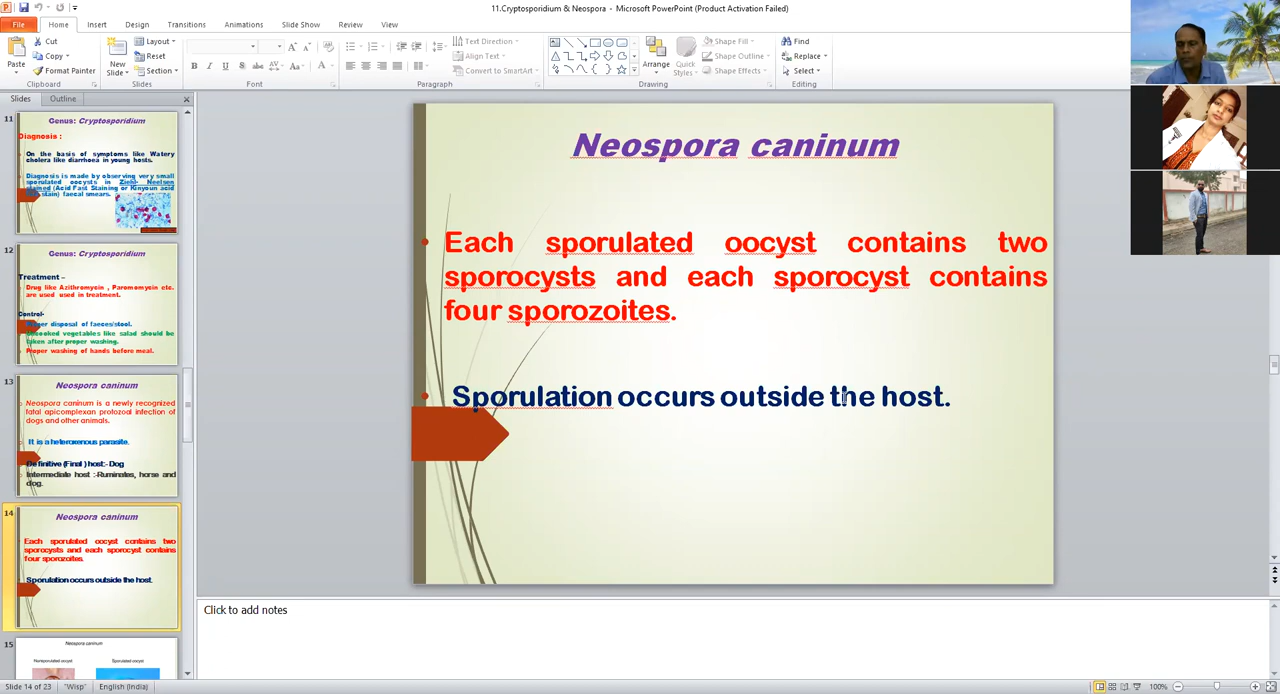 11.Cryptosporidium & Neospora - Microsoft PowerPoint (Product Activation Failed)
File Home Insert Design Transitions Animations Slide Show Review View
Paste
Cut
Copy
Format Painter
Clipboard
New Slide
Layout
Reset
Section
Slides
Font
Text Direction
Align Text
Convert to SmartArt
Paragraph
Arrange
Quick Styles
Shape Fill
Shape Outline
Shape Effects
Drawing
Find
Replace
Select
Editing
Slides Outline
11
Genus: Cryptosporidium
Diagnosis :
On the basis of symptoms like Watery
cholera like diarrhoea in young hosts.
Diagnosis is made by observing very small
sporulated oocysts in Ziehl- Neelsen
stained (Acid Fast Staining or Kinyoun acid
stain) faecal smears.
12
Genus: Cryptosporidium
Treatment –
Drug like Azithromycin , Paromomycin etc.
are used used in treatment.
Control-
disposal of faeces/stool.
vegetables like salad should be
taken after proper washing.
Proper washing of hands before meal.
13
Neospora caninum
Neospora caninum is a newly recognized
fatal apicomplexan protozoal infection of
dogs and other animals.
It is a heteroxenous parasite.
Definitive (Final ) host:- Dog
Intermediate host :-Ruminates, horse and
dog.
14
Neospora caninum
Each sporulated oocyst contains two
sporocysts and each sporocyst contains
four sporozoites.
Sporulation occurs outside the host.
15
Neospora caninum
Nonsporulated oocyst Sporulated oocyst
Neospora caninum
Each sporulated oocyst contains two
sporocysts and each sporocyst contains
four sporozoites.
Sporulation occurs outside the host.
Click to add notes
Slide 14 of 23 "Wisp" English (India) 100%